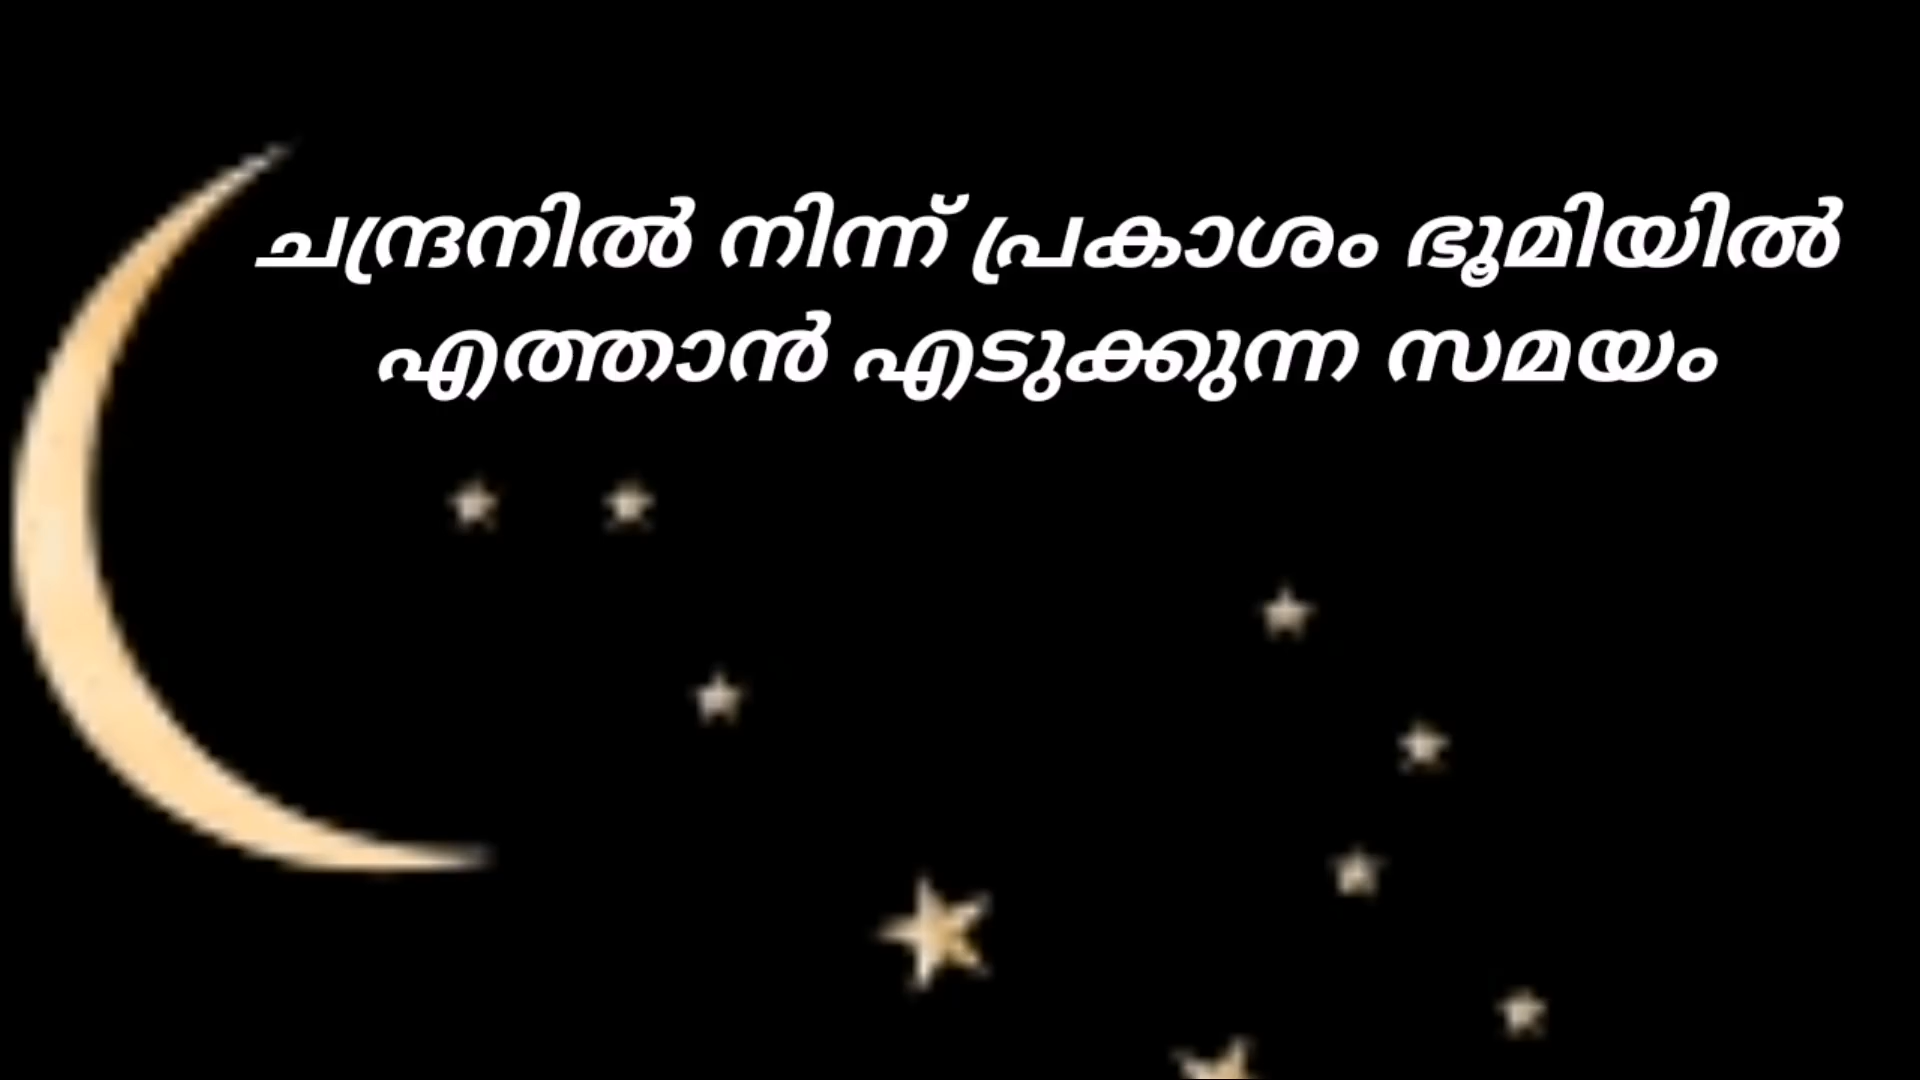 ചന്ദ്രനിൽ നിന്ന് പ്രകാശം ഭൂമിയിൽ
എത്താൻ എടുക്കുന്ന സമയം